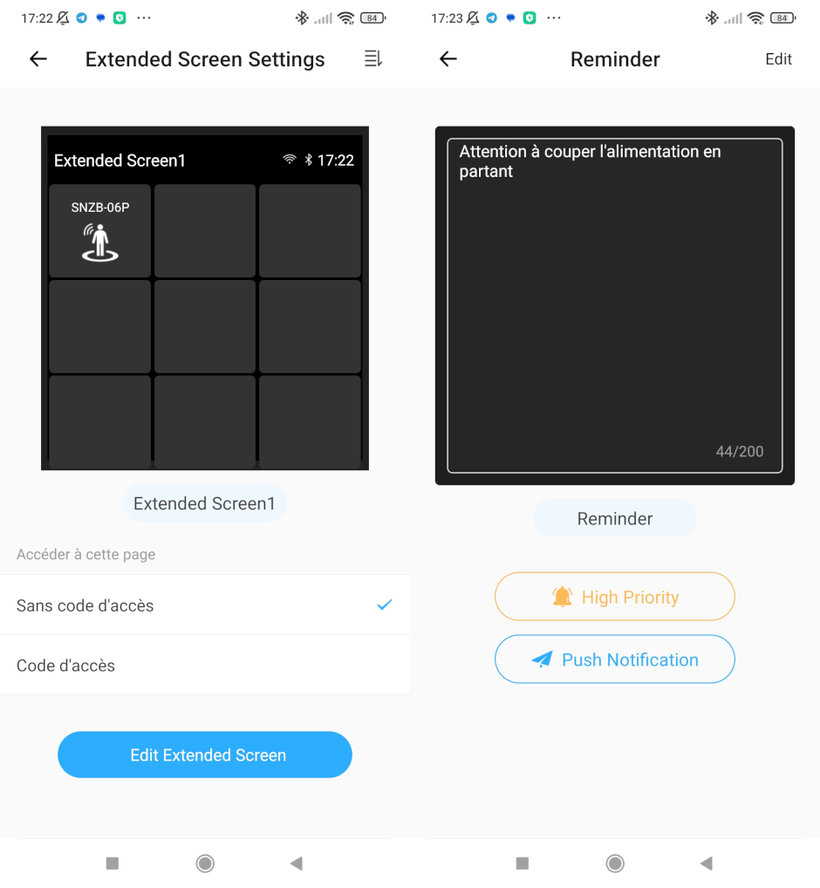 17:22
84
Extended Screen Settings
Extended Screen1
17:22
SNZB-06P
Extended Screen1
Accéder à cette page
Sans code d'accès
Code d'accès
Edit Extended Screen
17:23
84
Reminder
Edit
Attention à couper l'alimentation en
partant
44/200
Reminder
High Priority
Push Notification